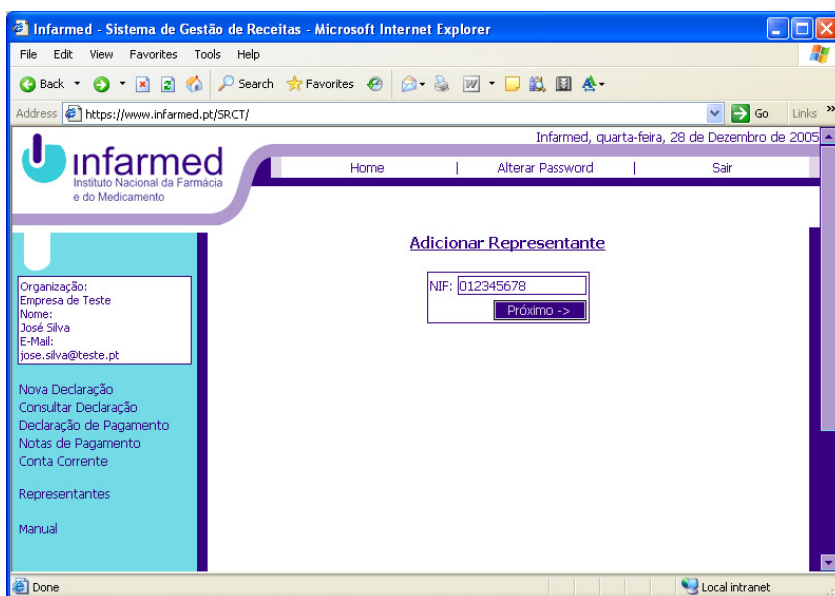 Infarmed - Sistema de Gestão de Receitas - Microsoft Internet Explorer
File Edit View Favorites Tools Help
Back Search Favorites
Address https://www.infarmed.pt/SRCT/ Go Links »
Infarmed, quarta-feira, 28 de Dezembro de 2005
infarmed
Instituto Nacional da Farmácia
e do Medicamento
Home | Alterar Password | Sair
Adicionar Representante
NIF: 012345678
Próximo ->
Organização:
Empresa de Teste
Nome:
José Silva
E-Mail:
jose.silva@teste.pt
Nova Declaração
Consultar Declaração
Declaração de Pagamento
Notas de Pagamento
Conta Corrente
Representantes
Manual
Done Local intranet